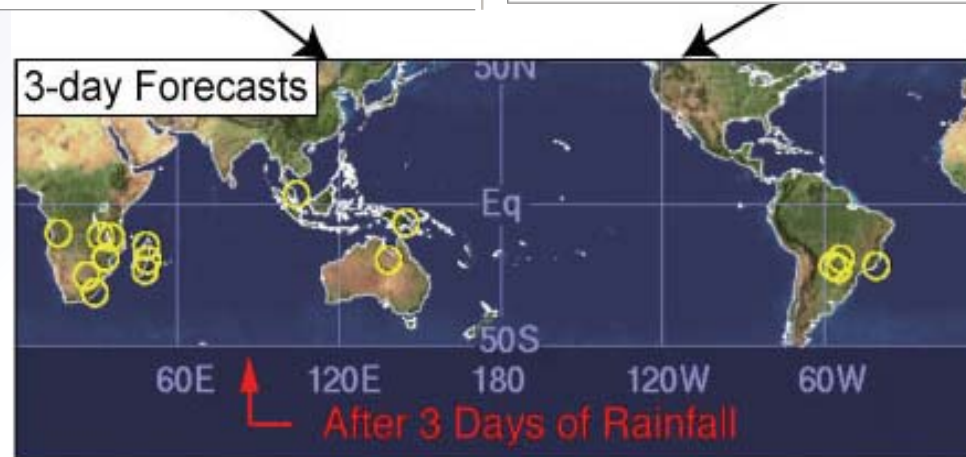 3-day Forecasts
50N
Eq
50S
60E 120E 180 120W 60W
After 3 Days of Rainfall